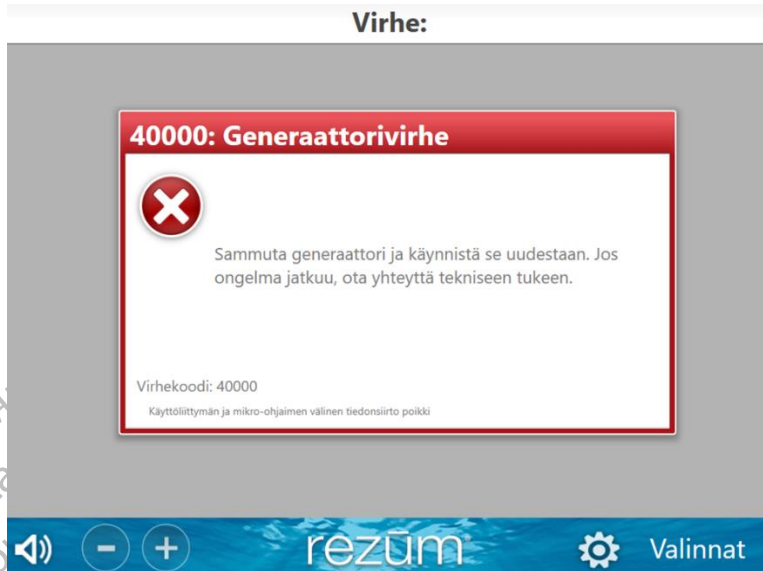 Virhe:
40000: Generaattorivirhe
Sammuta generaattori ja käynnistä se uudestaan. Jos
ongelma jatkuu, ota yhteyttä tekniseen tukeen.
Virhekoodi: 40000
Käyttöliittymän ja mikro-ohjaimen välinen tiedonsiirto poikki
rezūm
Valinnat